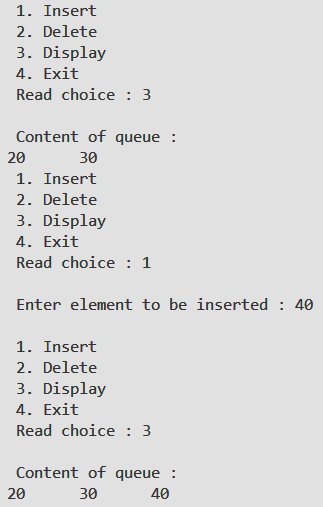 1. Insert
2. Delete
3. Display
4. Exit
Read choice : 3
Content of queue :
20 30
1. Insert
2. Delete
3. Display
4. Exit
Read choice : 1
Enter element to be inserted : 40
1. Insert
2. Delete
3. Display
4. Exit
Read choice : 3
Content of queue :
20 30 40